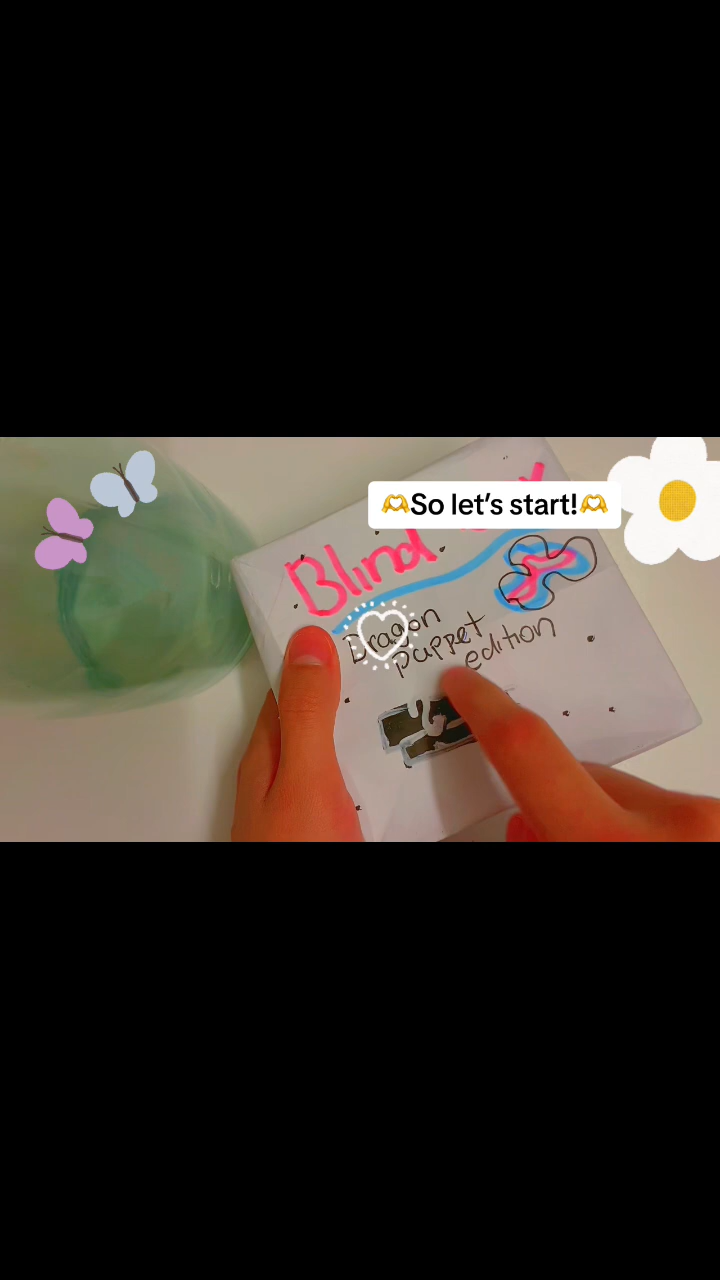 🫶So let's start!🫶
Blind
Dragon
puppet
edition